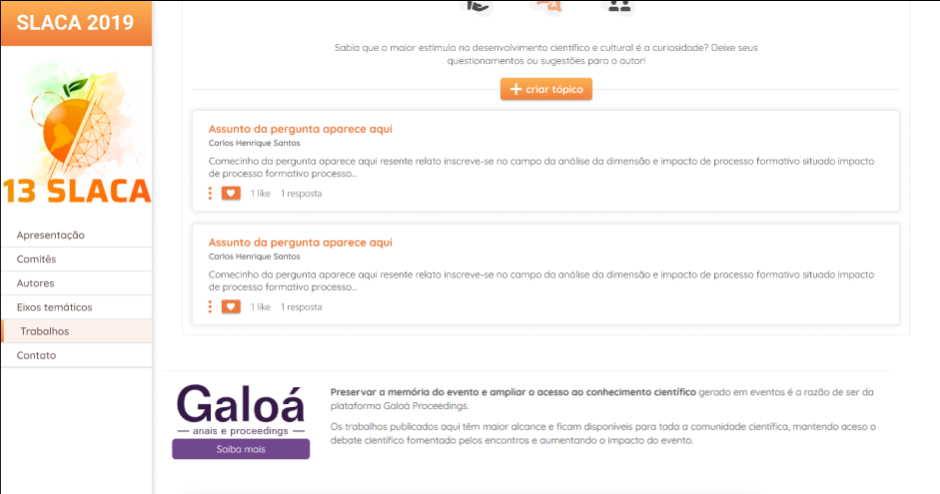 SLACA 2019
13 SLACA
Apresentação
Comitês
Autores
Eixos temáticos
Trabalhos
Contato
Sabia que o maior estímulo no desenvolvimento científico e cultural é a curiosidade? Deixe seus
questionamentos ou sugestões para o autor!
criar tópico
Assunto da pergunta aparece aqui
Carlos Henrique Santos
Comecinho da pergunta aparece aqui resente relato inscreve-se no campo da análise da dimensão e impacto de processo formativo situado impacto
de processo formativo processo...
1 like 1 resposta
Assunto da pergunta aparece aqui
Carlos Henrique Santos
Comecinho da pergunta aparece aqui resente relato inscreve-se no campo da análise da dimensão e impacto de processo formativo situado impacto
de processo formativo processo...
1 like 1 resposta
Galoá
anais e proceedings
Saiba mais
Preservar a memória do evento e ampliar o acesso ao conhecimento científico gerado em eventos é a razão de ser da
plataforma Galoá Proceedings.
Os trabalhos publicados aqui têm maior alcance e ficam disponíveis para toda a comunidade científica, mantendo aceso o
debate científico fomentado pelos encontros e aumentando o impacto do evento.